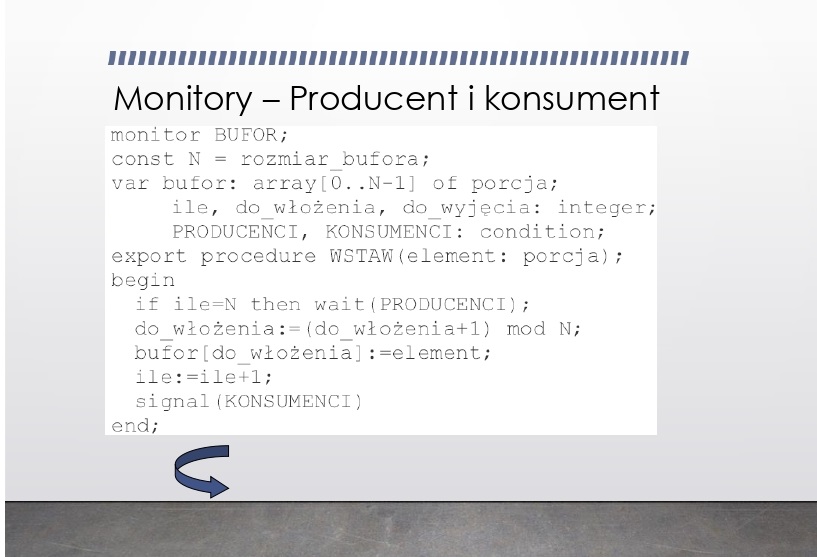 Monitory – Producent i konsument
monitor BUFOR;
const N = rozmiar_bufora;
var bufor: array[0..N-1] of porcja;
ile, do_włożenia, do_wyjęcia: integer;
PRODUCENCI, KONSUMENCI: condition;
export procedure WSTAW(element: porcja);
begin
if ile=N then wait(PRODUCENCI);
do_włożenia:=(do_włożenia+1) mod N;
bufor[do_włożenia]:=element;
ile:=ile+1;
signal(KONSUMENCI)
end;